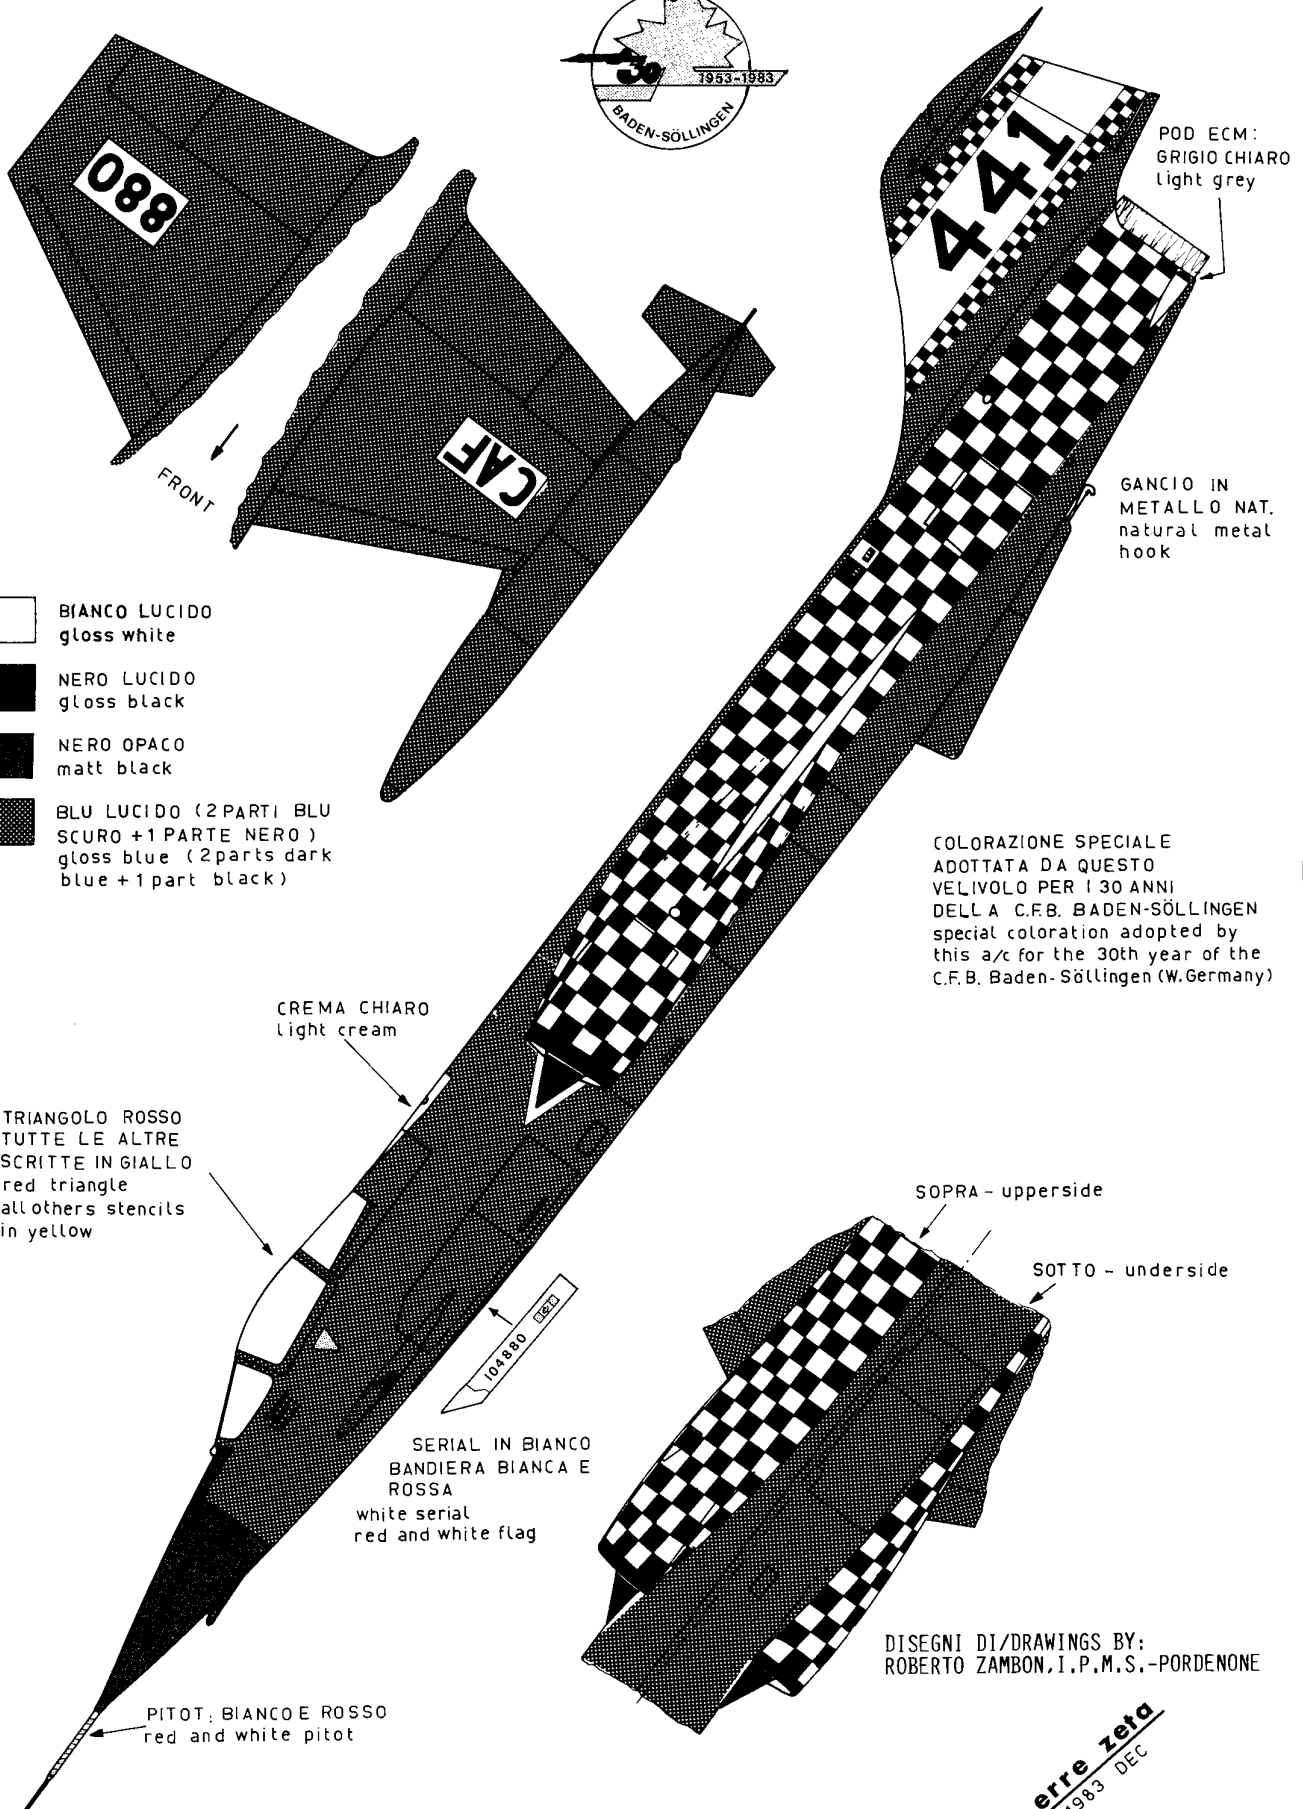 30
1953-1983
BADEN-SÖLLINGEN
441
POD ECM:
GRIGIO CHIARO
light grey
880
CAF
FRONT
GANCIO IN
METALLO NAT.
natural metal
hook
BIANCO LUCIDO
gloss white
NERO LUCIDO
gloss black
NERO OPACO
matt black
BLU LUCIDO (2 PARTI BLU
SCURO + 1 PARTE NERO)
gloss blue (2 parts dark
blue + 1 part black)
COLORAZIONE SPECIALE
ADOTTATA DA QUESTO
VELIVOLO PER I 30 ANNI
DELLA C.F.B. BADEN-SÖLLINGEN
special coloration adopted by
this a/c for the 30th year of the
C.F.B. Baden-Söllingen (W.Germany)
CREMA CHIARO
light cream
TRIANGOLO ROSSO
TUTTE LE ALTRE
SCRITTE IN GIALLO
red triangle
all others stencils
in yellow
SOPRA - upperside
SOTTO - underside
104880
SERIAL IN BIANCO
BANDIERA BIANCA E
ROSSA
white serial
red and white flag
DISEGNI DI/DRAWINGS BY:
ROBERTO ZAMBON, I.P.M.S.-PORDENONE
PITOT: BIANCO E ROSSO
red and white pitot
erre zeta
1983 DEC